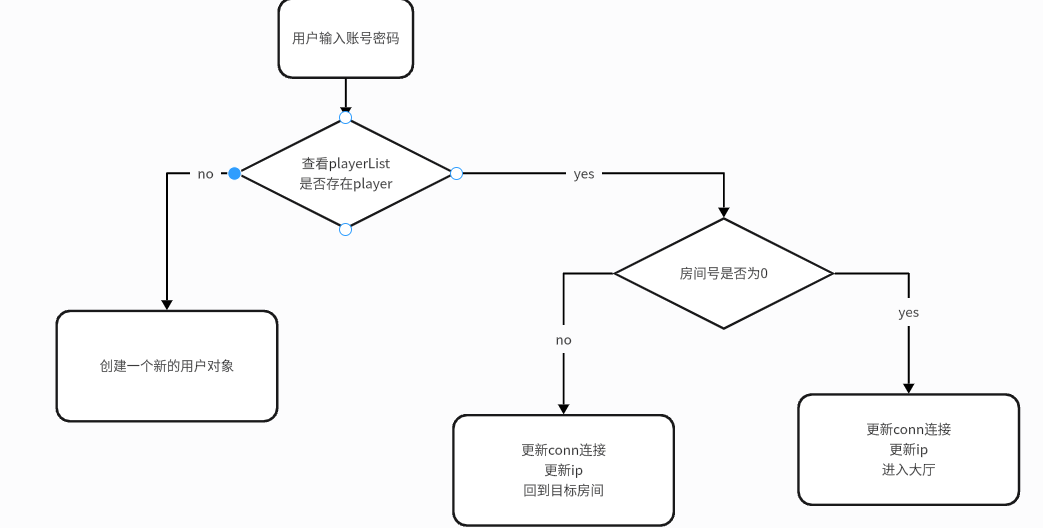 用户输入账号密码
查看playerList
是否存在player
no
yes
房间号是否为0
no
yes
创建一个新的用户对象
更新conn连接
更新ip
回到目标房间
更新conn连接
更新ip
进入大厅